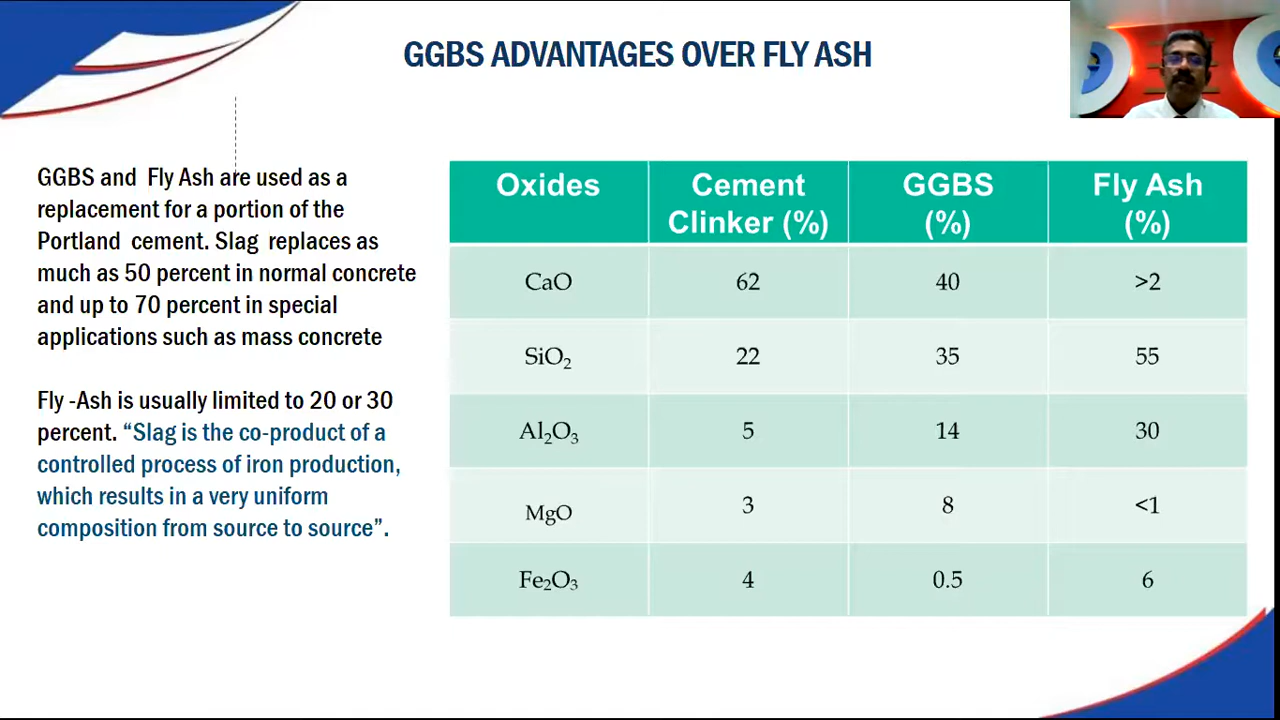 GGBS ADVANTAGES OVER FLY ASH
GGBS and Fly Ash are used as a
replacement for a portion of the
Portland cement. Slag replaces as
much as 50 percent in normal concrete
and up to 70 percent in special
applications such as mass concrete
Fly -Ash is usually limited to 20 or 30
percent. “Slag is the co-product of a
controlled process of iron production,
which results in a very uniform
composition from source to source”.
Oxides Cement Clinker (%) GGBS (%) Fly Ash (%)
CaO 62 40 >2
SiO₂ 22 35 55
Al₂O₃ 5 14 30
MgO 3 8 <1
Fe₂O₃ 4 0.5 6